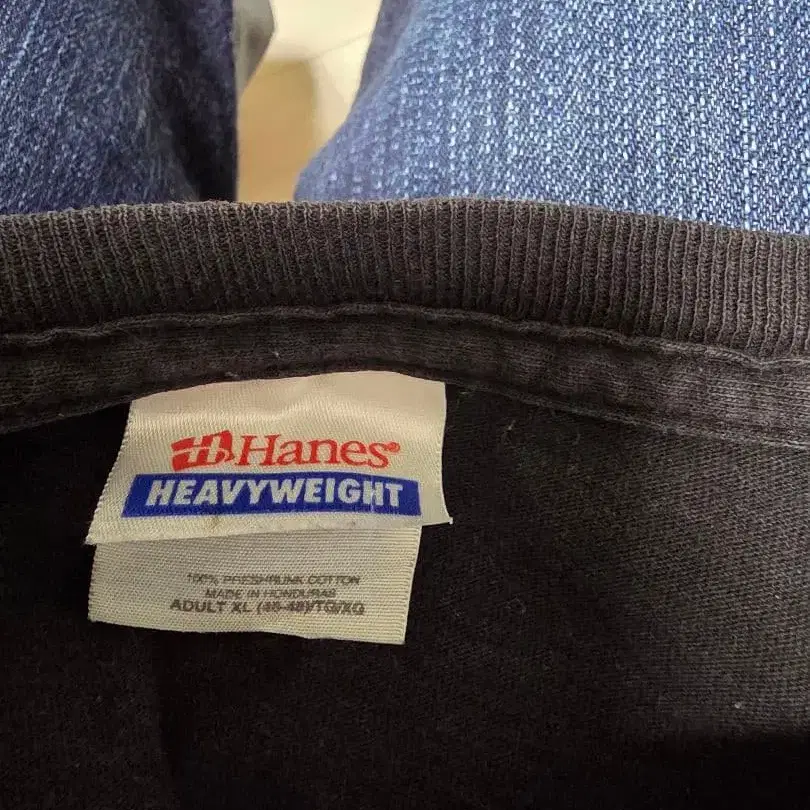 Hanes®
HEAVYWEIGHT
100% PRESHRUNK COTTON
MADE IN HONDURAS
ADULT XL (46-48)/TG/XG